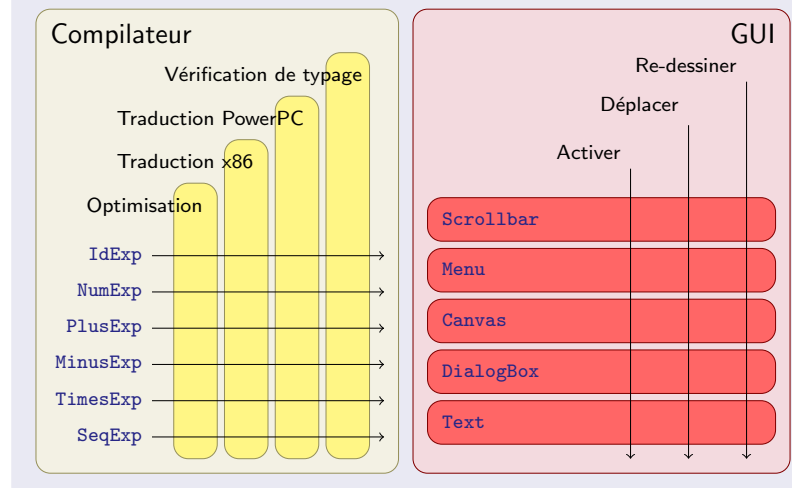 Compilateur
Vérification de typage
Traduction PowerPC
Traduction x86
Optimisation
IdExp
NumExp
PlusExp
MinusExp
TimesExp
SeqExp
GUI
Re-dessiner
Déplacer
Activer
Scrollbar
Menu
Canvas
DialogBox
Text